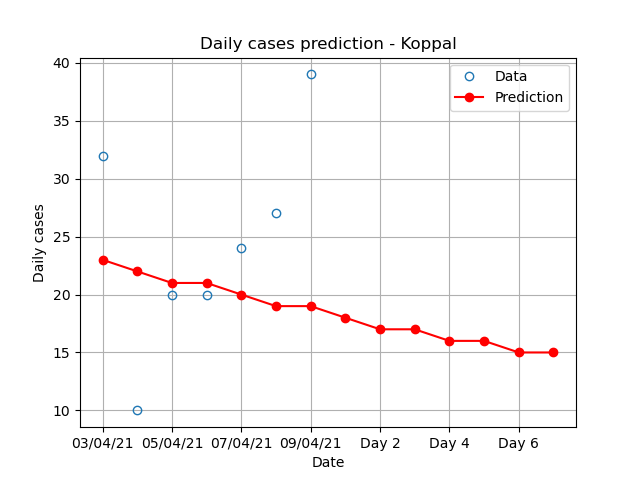 Daily cases prediction - Koppal
Data
Prediction
40
35
30
25
20
15
10
Daily cases
03/04/21 05/04/21 07/04/21 09/04/21 Day 2 Day 4 Day 6
Date